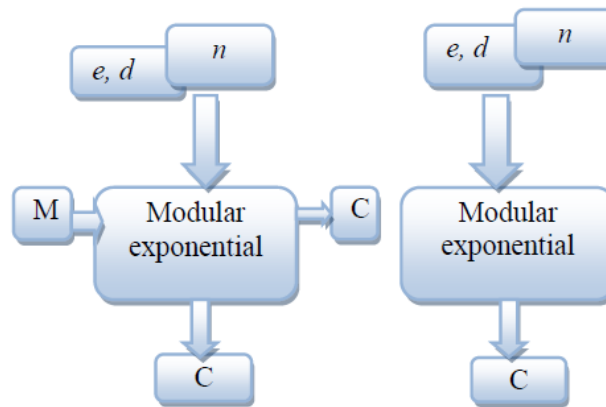 e, d
n
M
Modular
exponential
C
C
e, d
n
Modular
exponential
C